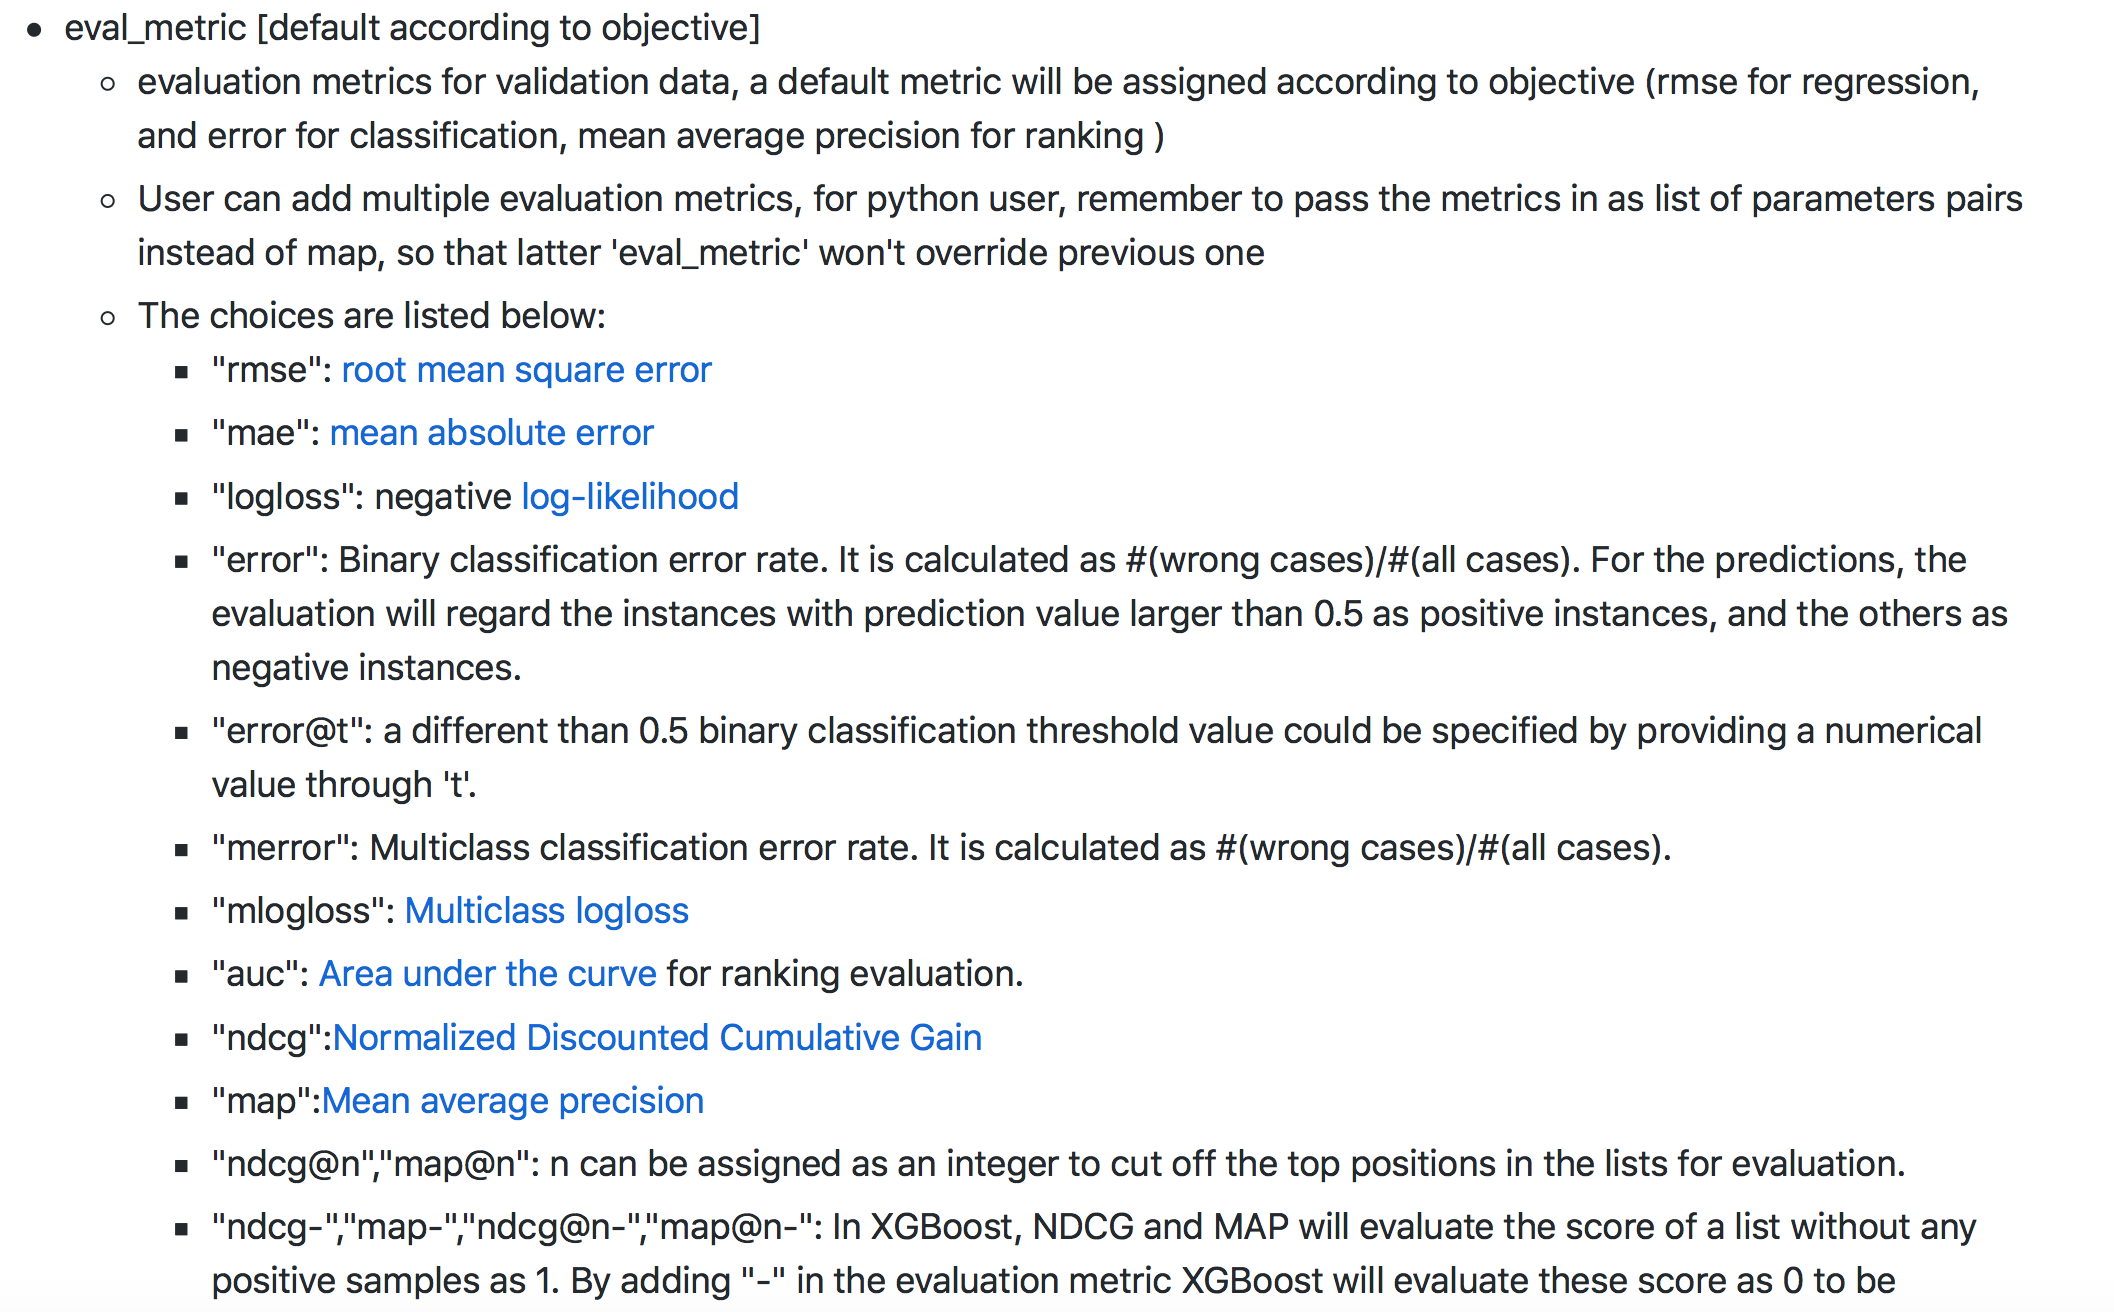 eval_metric [default according to objective]
evaluation metrics for validation data, a default metric will be assigned according to objective (rmse for regression,
and error for classification, mean average precision for ranking )
User can add multiple evaluation metrics, for python user, remember to pass the metrics in as list of parameters pairs
instead of map, so that latter 'eval_metric' won't override previous one
The choices are listed below:
"rmse": root mean square error
"mae": mean absolute error
"logloss": negative log-likelihood
"error": Binary classification error rate. It is calculated as #(wrong cases)/#(all cases). For the predictions, the
evaluation will regard the instances with prediction value larger than 0.5 as positive instances, and the others as
negative instances.
"error@t": a different than 0.5 binary classification threshold value could be specified by providing a numerical
value through 't'.
"merror": Multiclass classification error rate. It is calculated as #(wrong cases)/#(all cases).
"mlogloss": Multiclass logloss
"auc": Area under the curve for ranking evaluation.
"ndcg":Normalized Discounted Cumulative Gain
"map":Mean average precision
"ndcg@n","map@n": n can be assigned as an integer to cut off the top positions in the lists for evaluation.
"ndcg-","map-","ndcg@n-","map@n-": In XGBoost, NDCG and MAP will evaluate the score of a list without any
positive samples as 1. By adding "-" in the evaluation metric XGBoost will evaluate these score as 0 to be